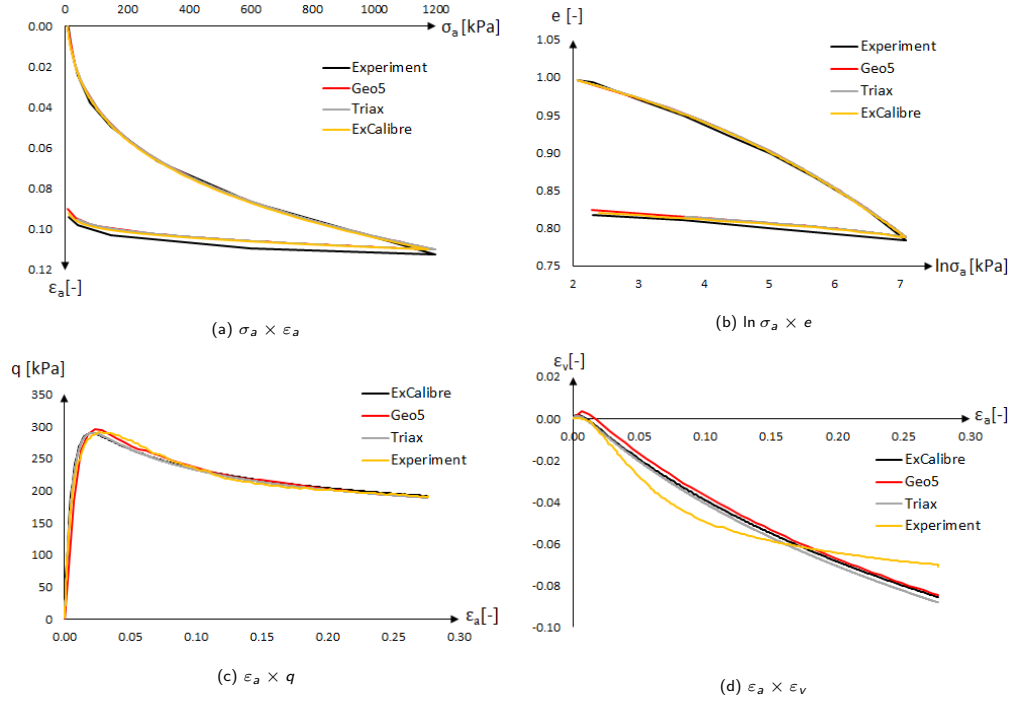 0 200 400 600 800 1000 1200
σa [kPa]
0.00
0.02
0.04
0.06
0.08
0.10
0.12
εa[-]
Experiment
Geo5
Triax
ExCalibre
(a) σa × εa
e [-]
1.05
1.00
0.95
0.90
0.85
0.80
0.75
2 3 4 5 6 7
lnσa [kPa]
Experiment
Geo5
Triax
ExCalibre
(b) ln σa × e
q [kPa]
350
300
250
200
150
100
50
0
0.00 0.05 0.10 0.15 0.20 0.25 0.30
εa[-]
ExCalibre
Geo5
Triax
Experiment
(c) εa × q
εv[-]
0.02
0.00
-0.02
-0.04
-0.06
-0.08
-0.10
0.00 0.05 0.10 0.15 0.20 0.25 0.30
εa[-]
ExCalibre
Geo5
Triax
Experiment
(d) εa × εv